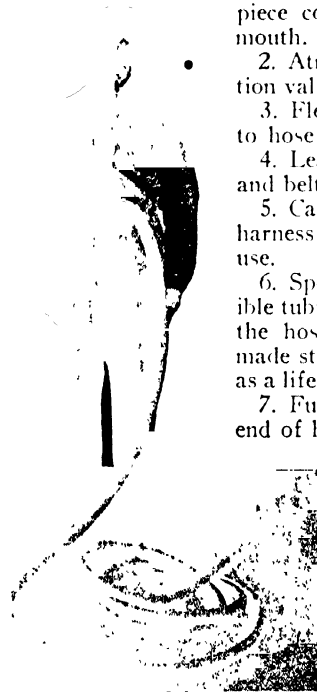 piece co
mouth.
2. At
tion val
3. Fle
to hose
4. Le
and belt
5. Ca
harness
use.
6. Sp
ible tub
the hos
made st
as a life
7. Fu
end of h